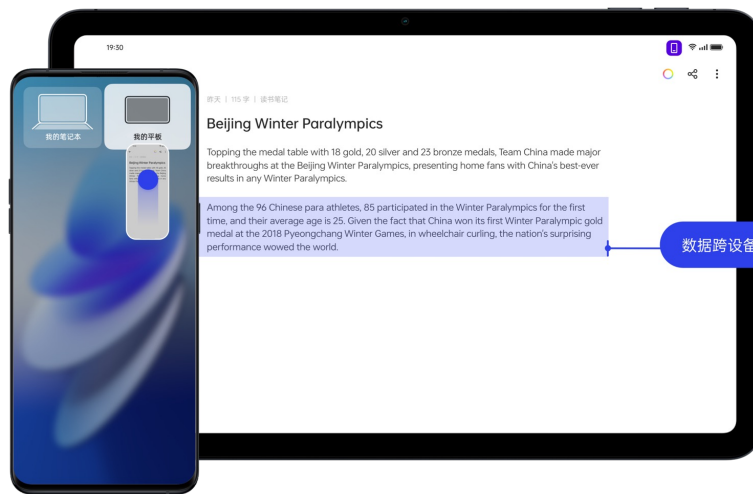 19:30
我的笔记本
我的平板
昨天 | 115 字 | 读书笔记
Beijing Winter Paralympics
Topping the medal table with 18 gold, 20 silver and 23 bronze medals, Team China made major
breakthroughs at the Beijing Winter Paralympics, presenting home fans with China's best-ever
results in any Winter Paralympics.
Among the 96 Chinese para athletes, 85 participated in the Winter Paralympics for the first
time, and their average age is 25. Given the fact that China won its first Winter Paralympic gold
medal at the 2018 Pyeongchang Winter Games, in wheelchair curling, the nation's surprising
performance wowed the world.
数据跨设备